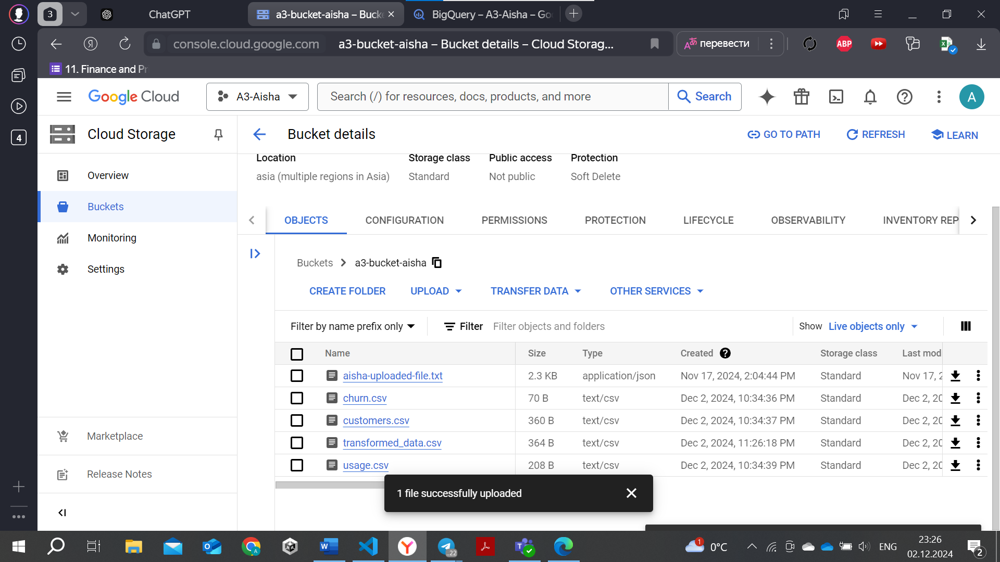 3
ChatGPT
a3-bucket-aisha – Bucke
BigQuery – A3-Aisha – Go
console.cloud.google.com
a3-bucket-aisha – Bucket details – Cloud Storag...
перевести
ABP
11. Finance and Pr
4
Google Cloud
A3-Aisha
Search (/) for resources, docs, products, and more
Search
A
Cloud Storage
Bucket details
GO TO PATH
REFRESH
LEARN
Overview
Buckets
Monitoring
Settings
Marketplace
Release Notes
Location
Storage class
Public access
Protection
asia (multiple regions in Asia)
Standard
Not public
Soft Delete
OBJECTS
CONFIGURATION
PERMISSIONS
PROTECTION
LIFECYCLE
OBSERVABILITY
INVENTORY REP
Buckets
a3-bucket-aisha
CREATE FOLDER
UPLOAD
TRANSFER DATA
OTHER SERVICES
Filter by name prefix only
Filter
Filter objects and folders
Show
Live objects only
Name Size Type Created Storage class Last mod
aisha-uploaded-file.txt 2.3 KB application/json Nov 17, 2024, 2:04:44 PM Standard Nov 17, 2
churn.csv 70 B text/csv Dec 2, 2024, 10:34:36 PM Standard Dec 2, 20
customers.csv 360 B text/csv Dec 2, 2024, 10:34:37 PM Standard Dec 2, 20
transformed_data.csv 364 B text/csv Dec 2, 2024, 11:26:18 PM Standard Dec 2, 20
usage.csv 208 B text/csv Dec 2, 2024, 10:34:39 PM Standard Dec 2, 20
1 file successfully uploaded
..22
1
0°C
ENG
23:26
02.12.2024
2